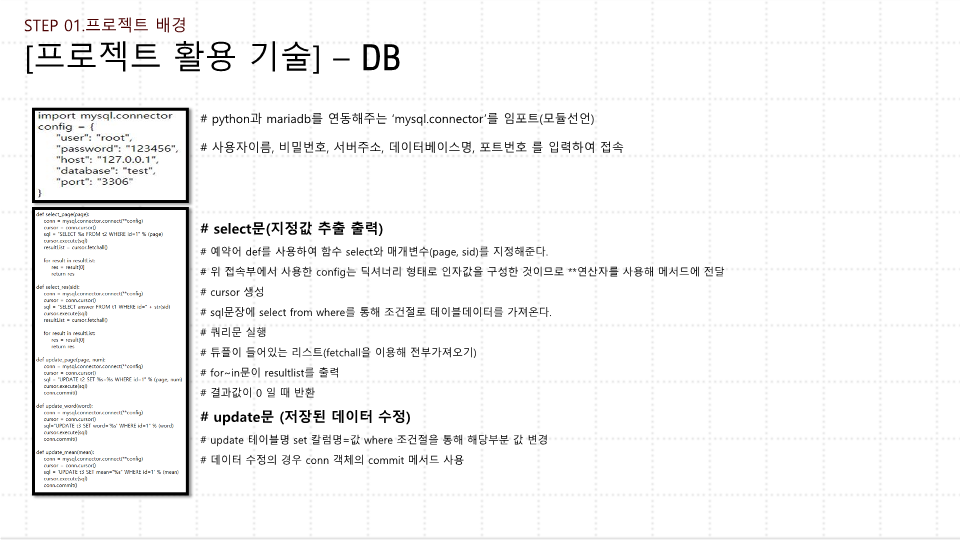 STEP 01.프로젝트 배경
[프로젝트 활용 기술] – DB
import mysql.connector
config = {
"user": "root",
"password": "123456",
"host": "127.0.0.1",
"database": "test",
"port": "3306"
}
# python과 mariadb를 연동해주는 ‘mysql.connector’를 임포트(모듈선언)
# 사용자이름, 비밀번호, 서버주소, 데이터베이스명, 포트번호 를 입력하여 접속
def select_page(page):
conn = mysql.connector.connect(**config)
cursor = conn.cursor()
sql = "SELECT %s FROM t2 WHERE id=1" % (page)
cursor.execute(sql)
resultList = cursor.fetchall()
for result in resultList:
res = result[0]
return res
def select_res(sid):
conn = mysql.connector.connect(**config)
cursor = conn.cursor()
sql = "SELECT answer FROM t1 WHERE id=" + str(sid)
cursor.execute(sql)
resultList = cursor.fetchall()
for result in resultList:
res = result[0]
return res
def update_page(page, num):
conn = mysql.connector.connect(**config)
cursor = conn.cursor()
sql = "UPDATE t2 SET %s=%s WHERE id=1" % (page, num)
cursor.execute(sql)
conn.commit()
def update_word(word):
conn = mysql.connector.connect(**config)
cursor = conn.cursor()
sql="UPDATE t3 SET word='%s' WHERE id=1" % (word)
cursor.execute(sql)
conn.commit()
def update_mean(mean):
conn = mysql.connector.connect(**config)
cursor = conn.cursor()
sql = "UPDATE t3 SET mean='%s' WHERE id=1" % (mean)
cursor.execute(sql)
conn.commit()
# select문(지정값 추출 출력)
# 예약어 def를 사용하여 함수 select와 매개변수(page, sid)를 지정해준다.
# 위 접속부에서 사용한 config는 딕셔너리 형태로 인자값을 구성한 것이므로 **연산자를 사용해 메서드에 전달
# cursor 생성
# sql문장에 select from where를 통해 조건절로 테이블데이터를 가져온다.
# 쿼리문 실행
# 튜플이 들어있는 리스트(fetchall을 이용해 전부가져오기)
# for~in문이 resultlist를 출력
# 결과값이 0 일 때 반환
# update문 (저장된 데이터 수정)
# update 테이블명 set 칼럼명=값 where 조건절을 통해 해당부분 값 변경
# 데이터 수정의 경우 conn 객체의 commit 메서드 사용